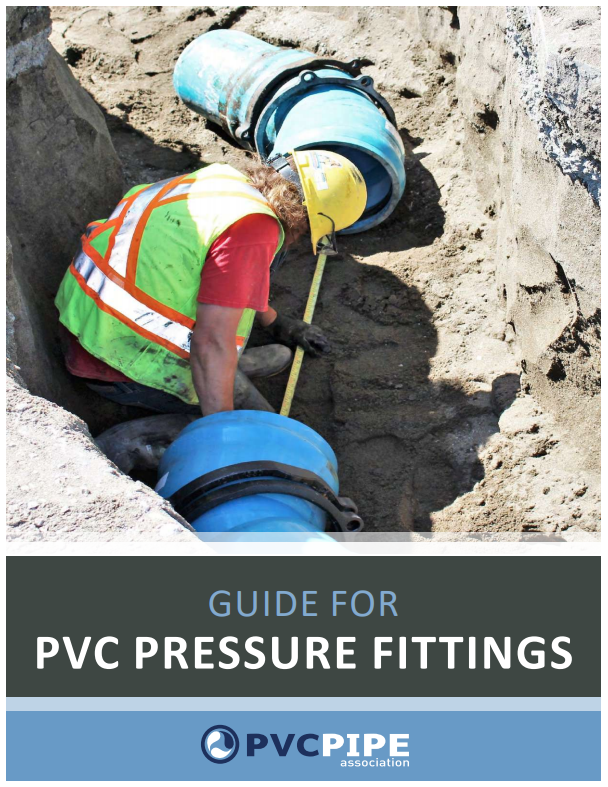 GUIDE FOR
PVC PRESSURE FITTINGS
PVCPIPE
association